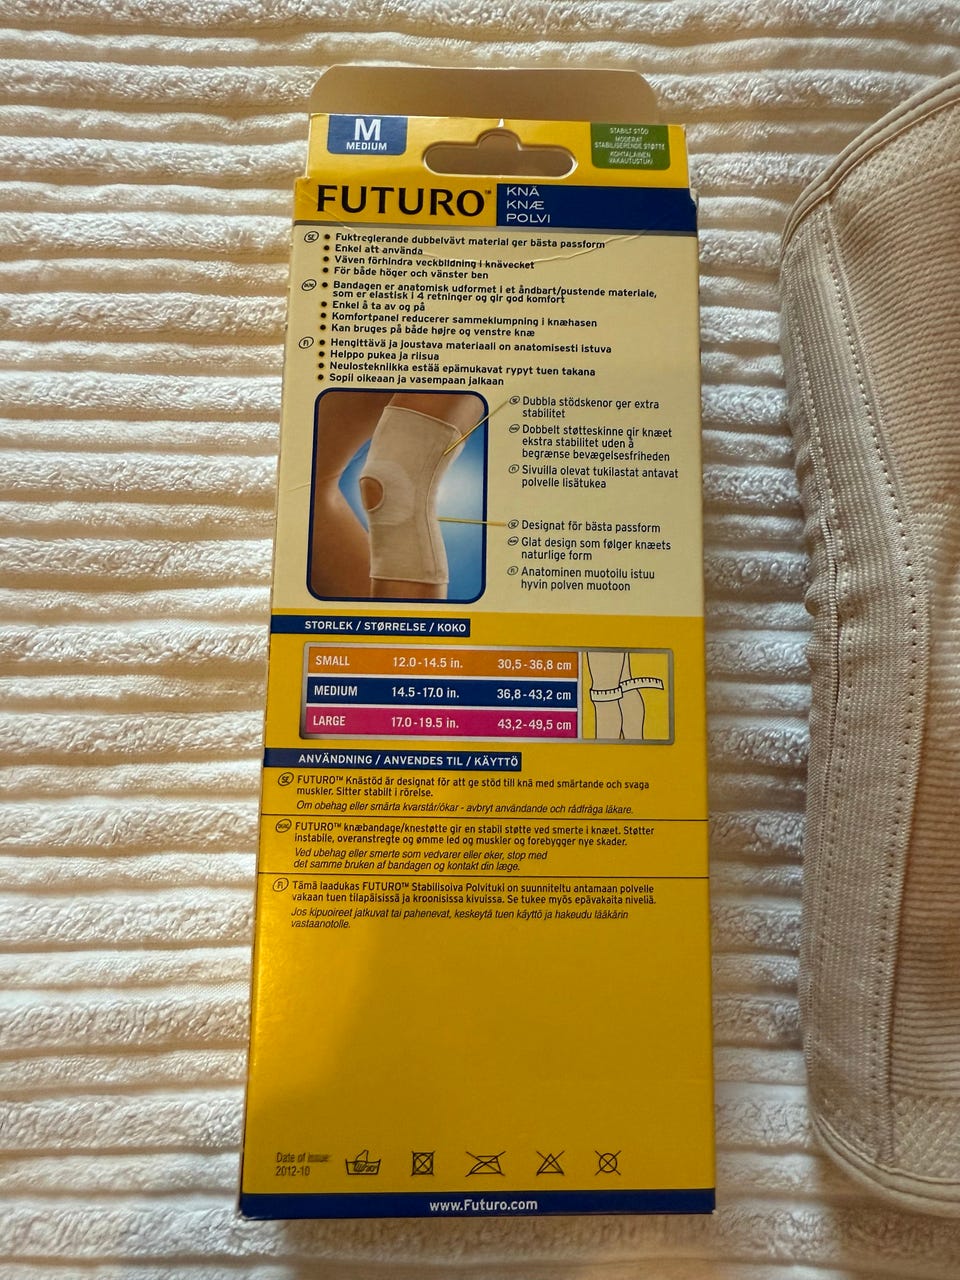 M
MEDIUM
STABILT STÖD
MODERAT
STABILISERENDE STØTTE
KOHTALAINEN
VAKAUTUSTUKI
FUTURO™
KNÄ
KNÆ
POLVI
SE • Fuktreglerande dubbelvävt material ger bästa passform
• Enkel att använda
• Väven förhindra veckbildning i knävecket
• För både höger och vänster ben
• Bandagen er anatomisk udformet i et åndbart/pustende materiale,
som er elastisk i 4 retninger og gir god komfort
• Enkel å ta av og på
• Komfortpanel reducerer sammeklumpning i knæhasen
• Kan bruges på både højre og venstre knæ
FI • Hengittävä ja joustava materiaali on anatomisesti istuva
• Helppo pukea ja riisua
• Neulostekniikka estää epämukavat rypyt tuen takana
• Sopii oikeaan ja vasempaan jalkaan
SE Dubbla stödskenor ger extra
stabilitet
Dobbelt støtteskinne gir knæet
ekstra stabilitet uden å
begrænse bevægelsesfriheden
FI Sivuilla olevat tukilastat antavat
polvelle lisätukea
SE Designat för bästa passform
Glat design som følger knæets
naturlige form
FI Anatominen muotoilu istuu
hyvin polven muotoon
STORLEK / STØRRELSE / KOKO
SMALL 12.0-14.5 in. 30,5-36,8 cm
MEDIUM 14.5-17.0 in. 36,8-43,2 cm
LARGE 17.0-19.5 in. 43,2-49,5 cm
ANVÄNDNING / ANVENDES TIL / KÄYTTÖ
SE FUTURO™ Knästöd är designat för att ge stöd till knä med smärtande och svaga
muskler. Sitter stabilt i rörelse.
Om obehag eller smärta kvarstår/ökar - avbryt användande och rådfråga läkare.
FUTURO™ knæbandage/knestøtte gir en stabil støtte ved smerte i knæet. Støtter
instabile, overanstregte og ømme led og muskler og forebygger nye skader.
Ved ubehag eller smerte som vedvarer eller øker, stop med
det samme bruken af bandagen og kontakt din læge.
FI Tämä laadukas FUTURO™ Stabilisoiva Polvituki on suunniteltu antamaan polvelle
vakaan tuen tilapäisissä ja kroonisissa kivuissa. Se tukee myös epävakaita niveliä.
Jos kipuoireet jatkuvat tai pahenevat, keskeytä tuen käyttö ja hakeudu lääkärin
vastaanotolle.
Date of issue:
2012-10
www.Futuro.com